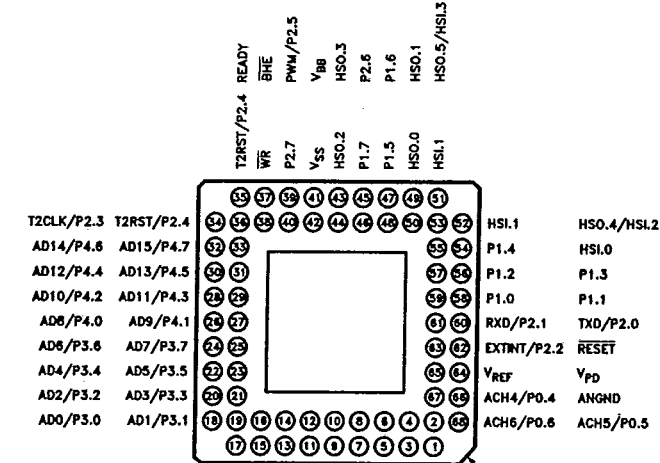 READY
B̅H̅E̅
PWM/P2.5
VBB
HSO.3
P2.6
P1.6
HSO.1
HSO.5/HSI.3
T2RST/P2.4
W̅R̅
P2.7
VSS
HSO.2
P1.7
P1.5
HSO.0
HSI.1
35 37 39 41 43 45 47 49 51
T2CLK/P2.3 T2RST/P2.4 34 36 38 40 42 44 46 48 50 53 52 HSI.1 HSO.4/HSI.2
AD14/P4.6 AD15/P4.7 32 33 55 54 P1.4 HSI.0
AD12/P4.4 AD13/P4.5 30 31 57 56 P1.2 P1.3
AD10/P4.2 AD11/P4.3 28 29 59 58 P1.0 P1.1
AD8/P4.0 AD9/P4.1 26 27 61 60 RXD/P2.1 TXD/P2.0
AD6/P3.6 AD7/P3.7 24 25 63 62 EXTINT/P2.2 R̅E̅S̅E̅T̅
AD4/P3.4 AD5/P3.5 22 23 65 64 VREF VPD
AD2/P3.2 AD3/P3.3 20 21 67 66 ACH4/P0.4 ANGND
AD0/P3.0 AD1/P3.1 18 19 16 14 12 10 8 6 4 2 68 ACH6/P0.6 ACH5/P0.5
17 15 13 11 9 7 5 3 1